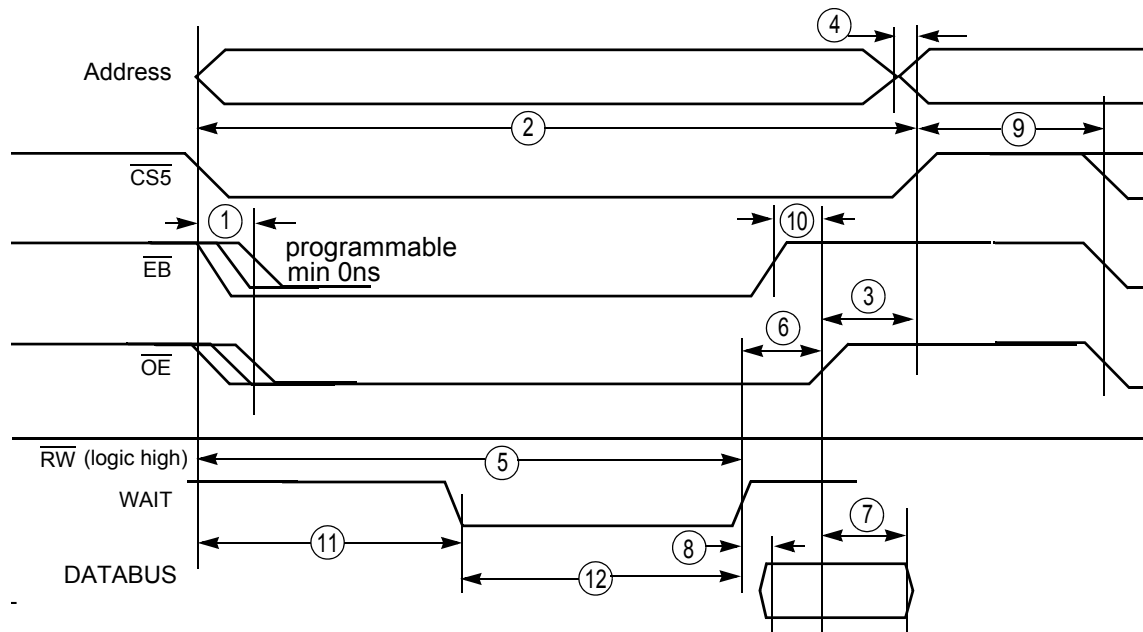 4
Address
2
9
CS5
1
10
programmable
min 0ns
EB
3
6
OE
RW (logic high)
5
WAIT
7
11
8
12
DATABUS
-